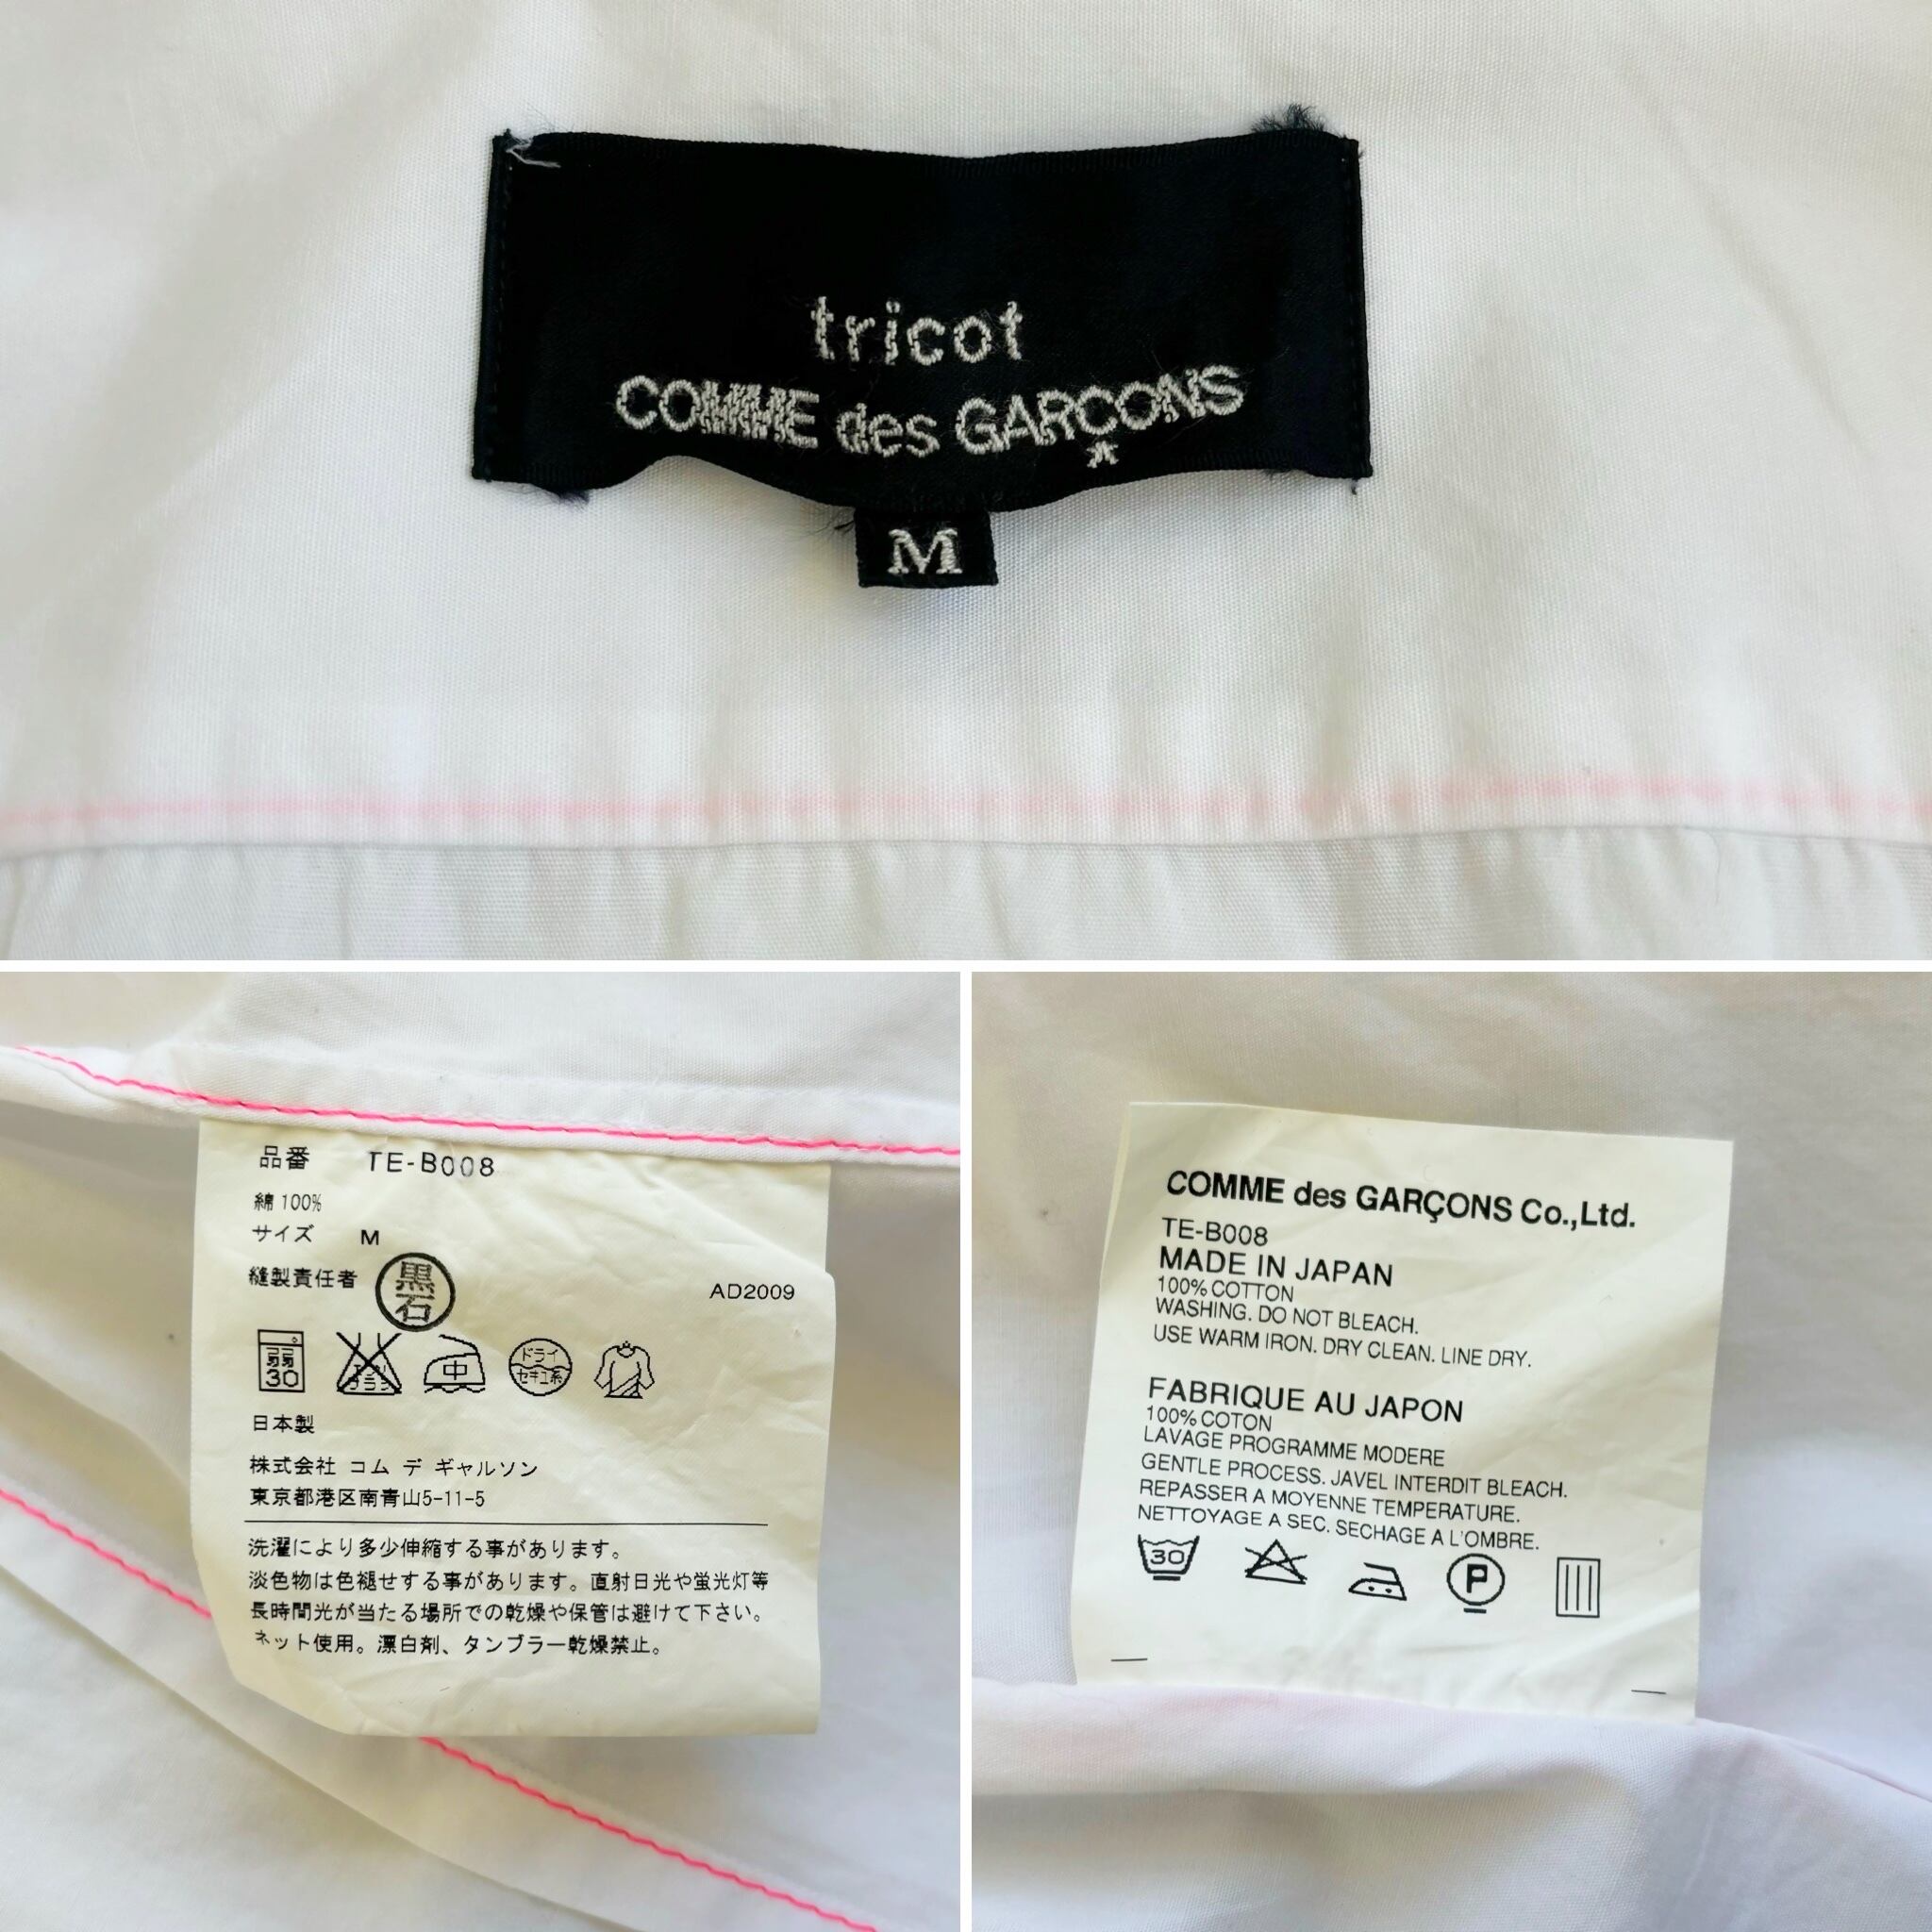 tricot
COMME des GARÇONS
M
品番 TE-B008
綿 100%
サイズ M
縫製責任者 黒石
AD2009
弱 30
エンソ サラシ
中
ドライ セキユ系
日本製
株式会社 コム デ ギャルソン
東京都港区南青山5-11-5
洗濯により多少伸縮する事があります。
淡色物は色褪せする事があります。直射日光や蛍光灯等
長時間光が当たる場所での乾燥や保管は避けて下さい。
ネット使用。漂白剤、タンブラー乾燥禁止。
COMME des GARÇONS Co.,Ltd.
TE-B008
MADE IN JAPAN
100% COTTON
WASHING. DO NOT BLEACH.
USE WARM IRON. DRY CLEAN. LINE DRY.
FABRIQUE AU JAPON
100% COTON
LAVAGE PROGRAMME MODERE
GENTLE PROCESS. JAVEL INTERDIT BLEACH.
REPASSER A MOYENNE TEMPERATURE.
NETTOYAGE A SEC. SECHAGE A L'OMBRE.
30
P